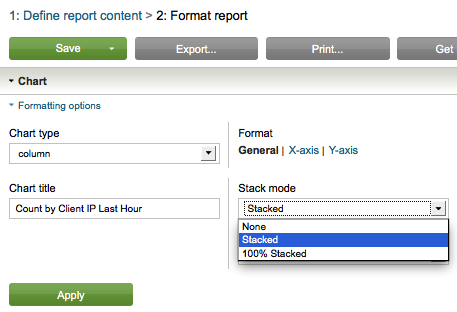 1: Define report content > 2: Format report
Save Export... Print... Get
Chart
Formatting options
Chart type Format
column General | X-axis | Y-axis
Chart title Stack mode
Count by Client IP Last Hour Stacked
None
Stacked
100% Stacked
Apply